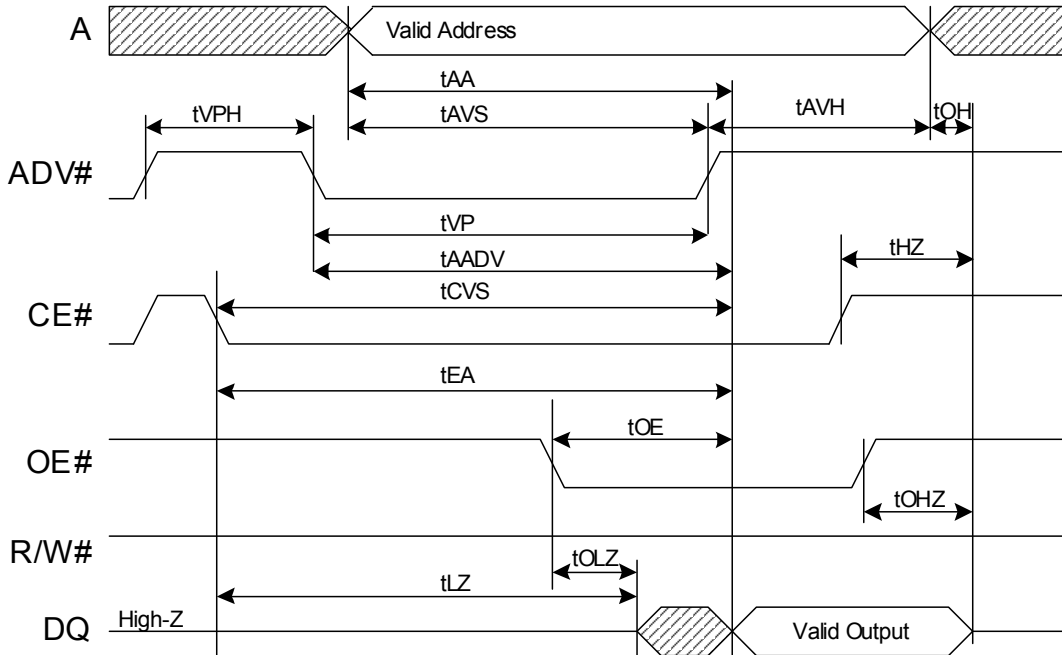 A
Valid Address
tAA
tVPH
tAVS
tAVH
tOH
ADV#
tVP
tHZ
tAADV
tCVS
CE#
tEA
tOE
OE#
tOHZ
R/W#
tOLZ
tLZ
High-Z
DQ
Valid Output